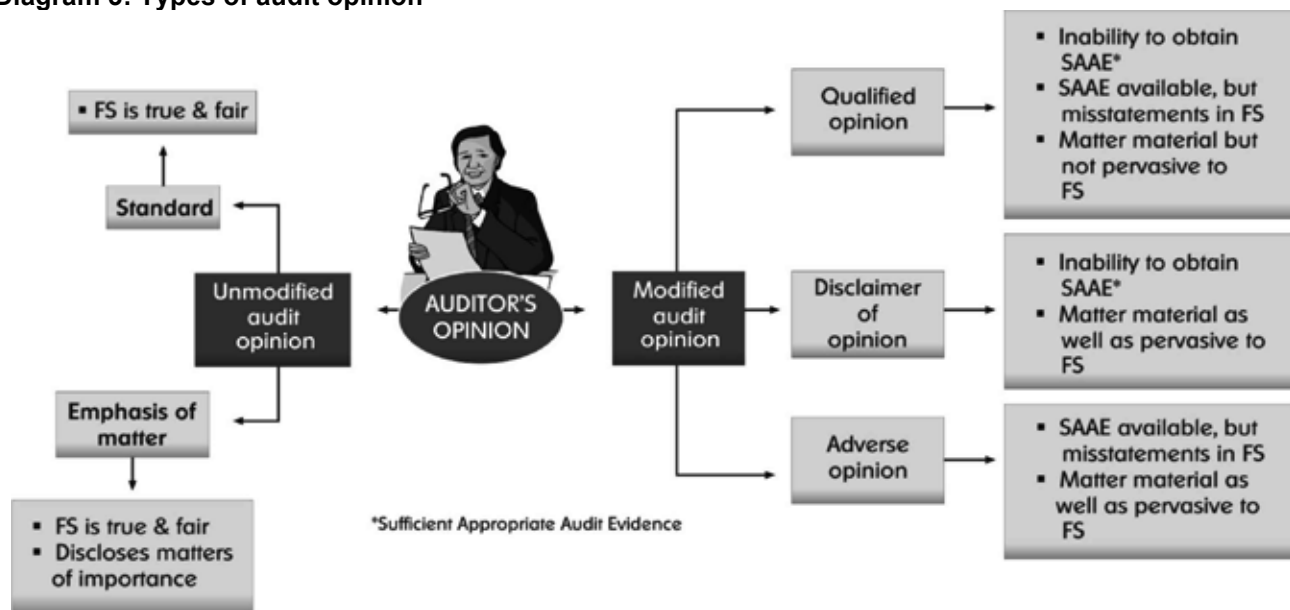 Diagram 3: Types of audit opinion
▪ FS is true & fair
Standard
Unmodified
audit
opinion
Emphasis of
matter
▪ FS is true & fair
▪ Discloses matters
of importance
AUDITOR'S
OPINION
*Sufficient Appropriate Audit Evidence
Modified
audit
opinion
Qualified
opinion
▪ Inability to obtain
SAAE*
▪ SAAE available, but
misstatements in FS
▪ Matter material but
not pervasive to
FS
Disclaimer
of
opinion
▪ Inability to obtain
SAAE*
▪ Matter material as
well as pervasive to
FS
Adverse
opinion
▪ SAAE available, but
misstatements in FS
▪ Matter material as
well as pervasive to
FS